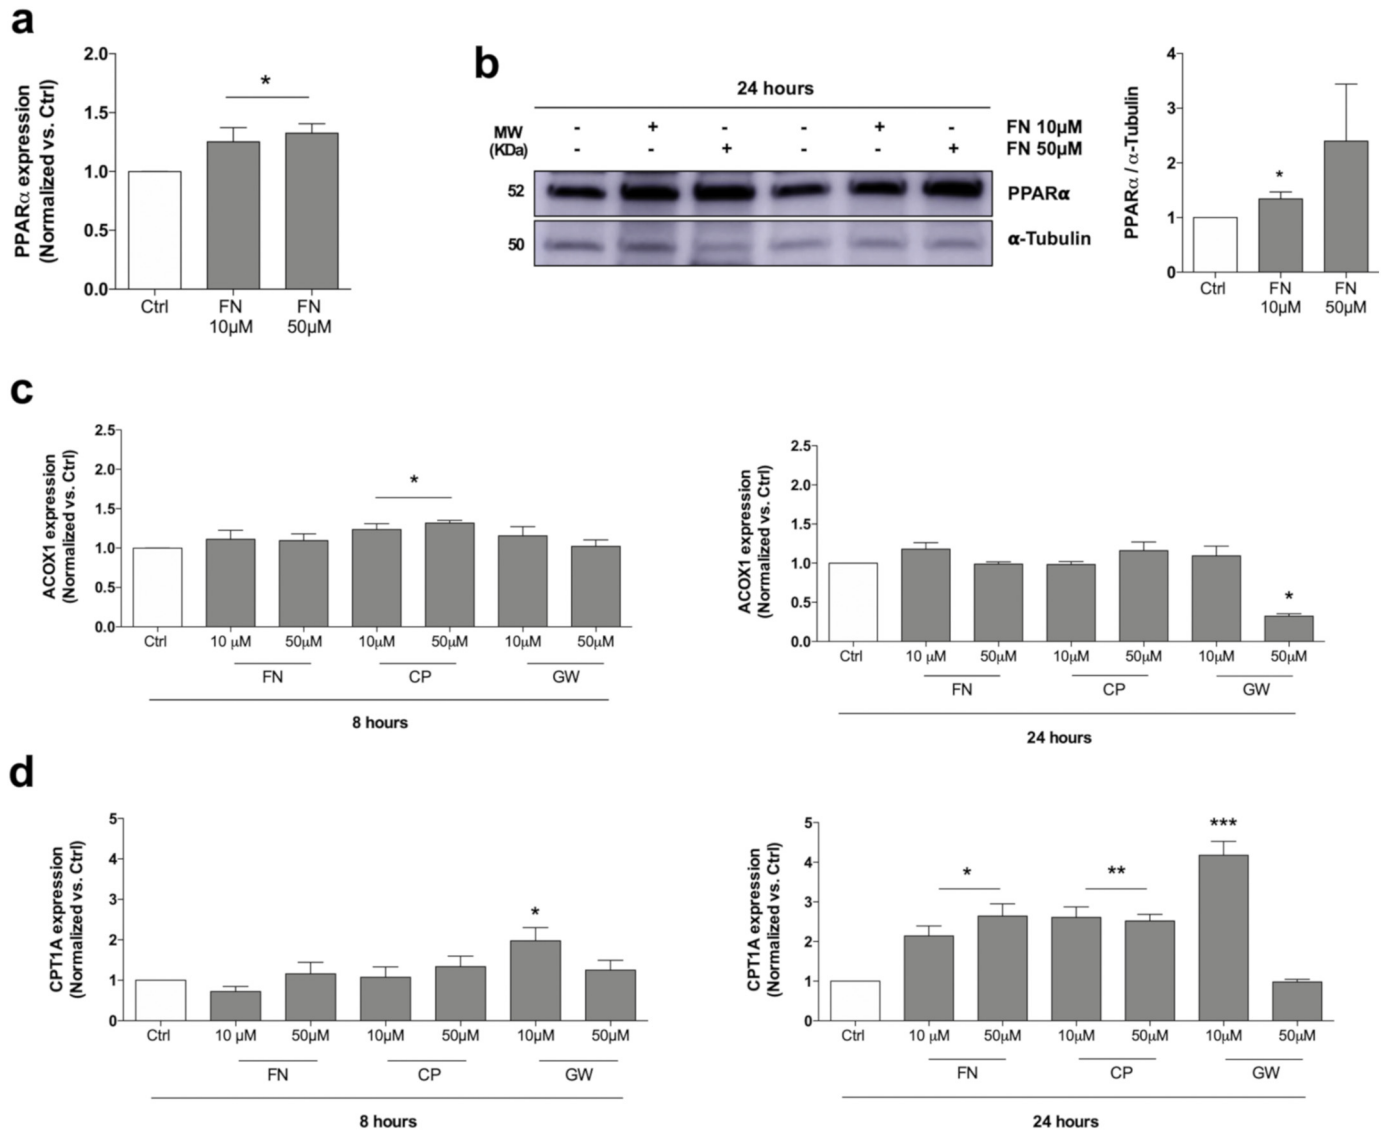 a
PPARα expression
(Normalized vs. Ctrl)
2.0
1.5
1.0
0.5
0.0
*
Ctrl
FN
10µM
FN
50µM
b
24 hours
MW
(KDa)
- + - - + - FN 10µM
- - + - - + FN 50µM
52
PPARα
50
α-Tubulin
PPARα / α-Tubulin
4
3
2
1
0
*
Ctrl
FN
10µM
FN
50µM
c
ACOX1 expression
(Normalized vs. Ctrl)
2.5
2.0
1.5
1.0
0.5
0.0
*
Ctrl 10 µM 50µM 10µM 50µM 10µM 50µM
FN CP GW
8 hours
ACOX1 expression
(Normalized vs. Ctrl)
2.5
2.0
1.5
1.0
0.5
0.0
*
Ctrl 10 µM 50µM 10µM 50µM 10µM 50µM
FN CP GW
24 hours
d
CPT1A expression
(Normalized vs. Ctrl)
5
4
3
2
1
0
*
Ctrl 10 µM 50µM 10µM 50µM 10µM 50µM
FN CP GW
8 hours
CPT1A expression
(Normalized vs. Ctrl)
5
4
3
2
1
0
* ** ***
Ctrl 10 µM 50µM 10µM 50µM 10µM 50µM
FN CP GW
24 hours